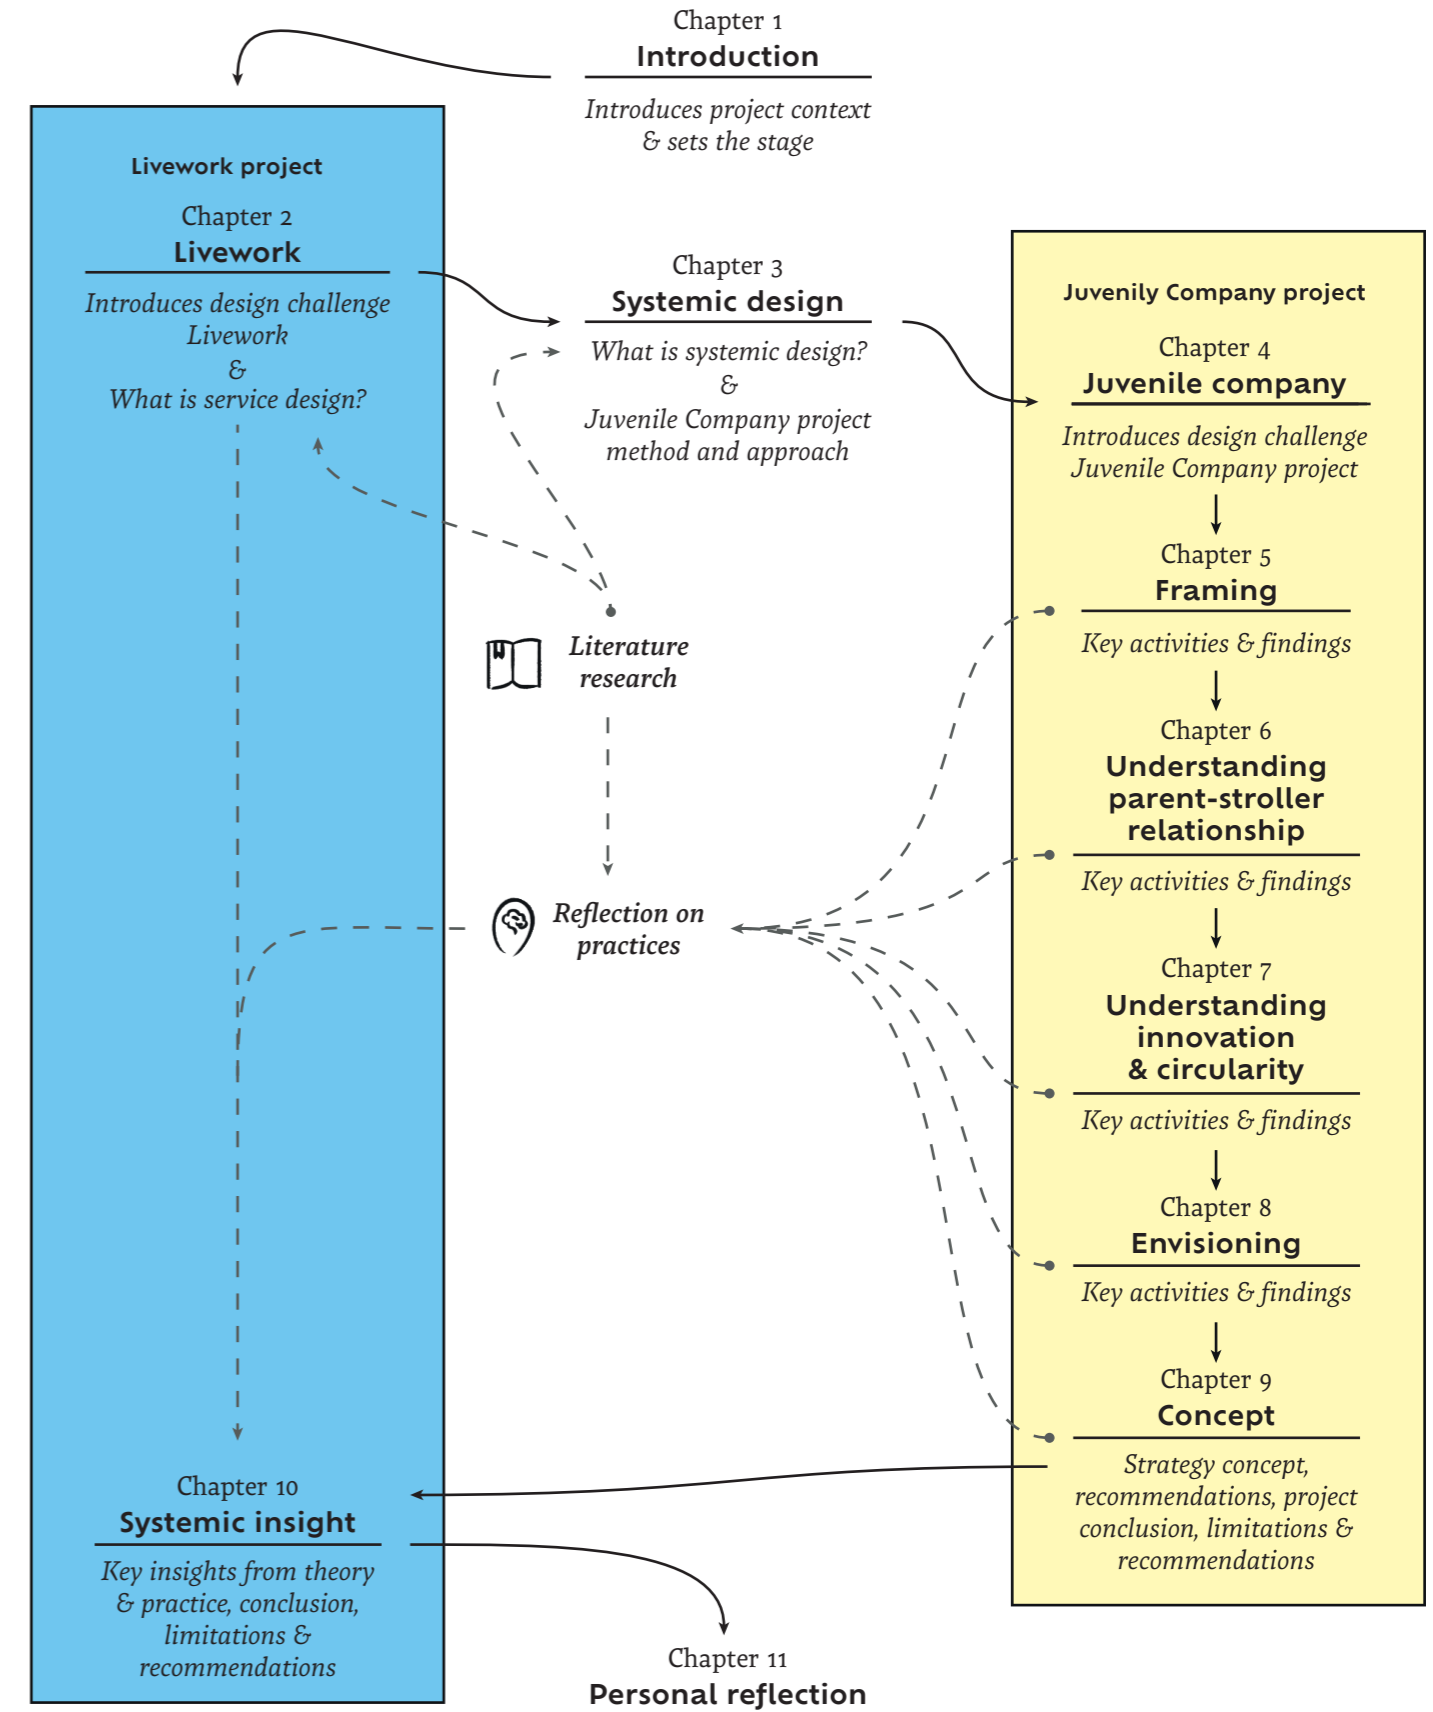 Chapter 1
Introduction
Introduces project context
& sets the stage
Livework project
Chapter 2
Livework
Introduces design challenge
Livework
&
What is service design?
Chapter 3
Systemic design
What is systemic design?
&
Juvenile Company project
method and approach
Juvenily Company project
Chapter 4
Juvenile company
Introduces design challenge
Juvenile Company project
Chapter 5
Framing
Key activities & findings
Literature
research
Chapter 6
Understanding
parent-stroller
relationship
Key activities & findings
Reflection on
practices
Chapter 7
Understanding
innovation
& circularity
Key activities & findings
Chapter 8
Envisioning
Key activities & findings
Chapter 9
Concept
Strategy concept,
recommendations, project
conclusion, limitations &
recommendations
Chapter 10
Systemic insight
Key insights from theory
& practice, conclusion,
limitations &
recommendations
Chapter 11
Personal reflection